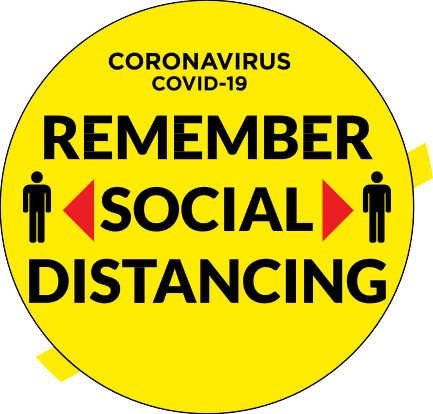 CORONAVIRUS
COVID-19
REMEMBER
SOCIAL
DISTANCING